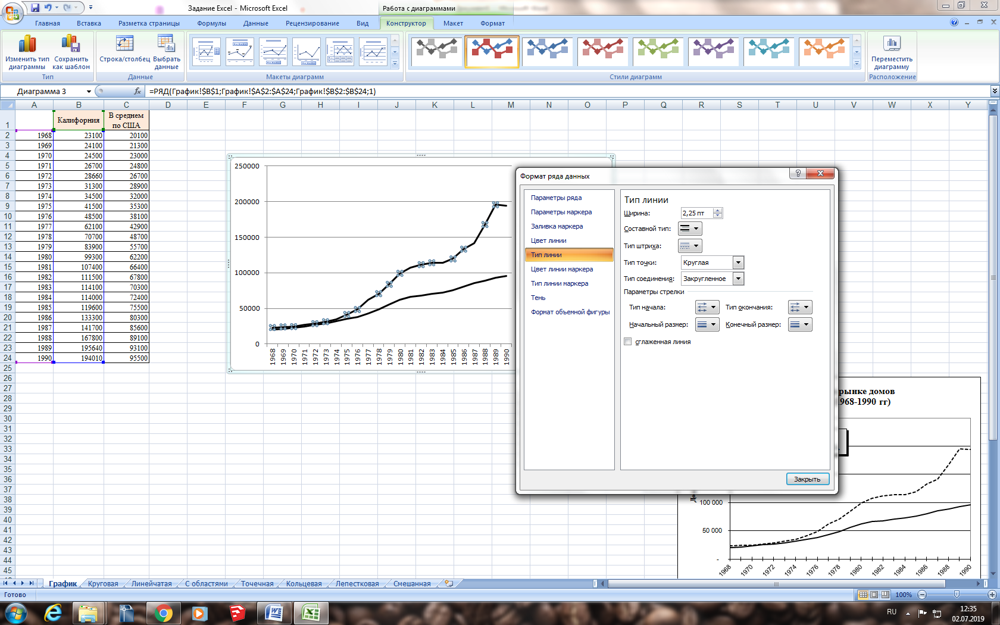 Задание Excel - Microsoft Excel
Работа с диаграммами
Главная Вставка Разметка страницы Формулы Данные Рецензирование Вид Конструктор Макет Формат
Изменить тип диаграммы
Сохранить как шаблон
Строка/столбец
Выбрать данные
Переместить диаграмму
Тип Данные Макеты диаграмм Стили диаграмм Расположение
Диаграмма 3 fx =РЯД(График!$B$1;График!$A$2:$A$24;График!$B$2:$B$24;1)
A B C D E F G H I J K L M N O P Q R S T U V W X Y
1 Калифорния В среднем по США
2 1968 23100 20100
3 1969 24100 21300
4 1970 24500 23000
5 1971 26700 24800
6 1972 28660 26700
7 1973 31300 28900
8 1974 34500 32000
9 1975 41500 35300
10 1976 48500 38100
11 1977 62100 42900
12 1978 70700 48700
13 1979 83900 55700
14 1980 99300 62200
15 1981 107400 66400
16 1982 111500 67800
17 1983 114100 70300
18 1984 114000 72400
19 1985 119600 75500
20 1986 133300 80300
21 1987 141700 85600
22 1988 167800 89100
23 1989 195640 93100
24 1990 194010 95500
25
26
27
28
29
30
31
32
33
34
35
36
37
38
39
40
41
42
43
44
45
250000
200000
150000
100000
50000
0
1968 1969 1970 1971 1972 1973 1974 1975 1976 1977 1978 1979 1980 1981 1982 1983 1984 1985 1986 1987 1988 1989 1990
Формат ряда данных
Параметры ряда
Параметры маркера
Заливка маркера
Цвет линии
Тип линии
Цвет линии маркера
Тип линии маркера
Тень
Формат объемной фигуры
Тип линии
Ширина: 2,25 пт
Составной тип:
Тип штриха:
Тип точки: Круглая
Тип соединения: Закругленное
Параметры стрелки
Тип начала: Тип окончания:
Начальный размер: Конечный размер:
сглаженная линия
Закрыть
рынке домов
968-1990 гг)
100 000
50 000
-
1968 1970 1972 1974 1976 1978 1980 1982 1984 1986 1988 1990
График Круговая Линейчатая С областями Точечная Кольцевая Лепестковая Смешанная
Готово 100%
RU 12:35
02.07.2019